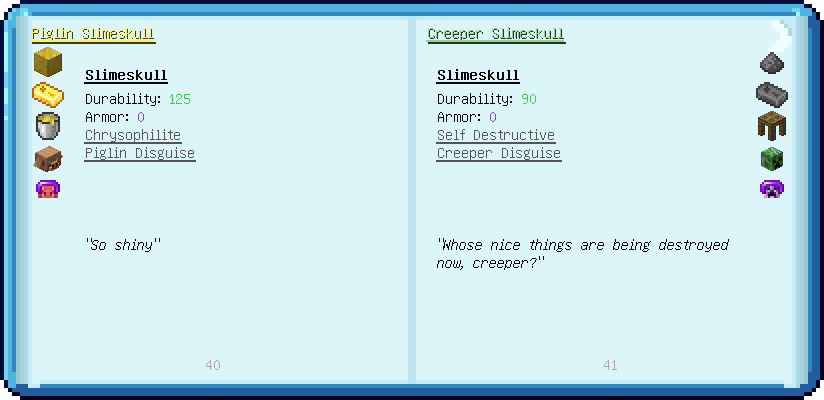 Piglin Slimeskull
Slimeskull
Durability: 125
Armor: 0
Chrysophilite
Piglin Disguise
"So shiny"
40
Creeper Slimeskull
Slimeskull
Durability: 90
Armor: 0
Self Destructive
Creeper Disguise
"Whose nice things are being destroyed
now, creeper?"
41